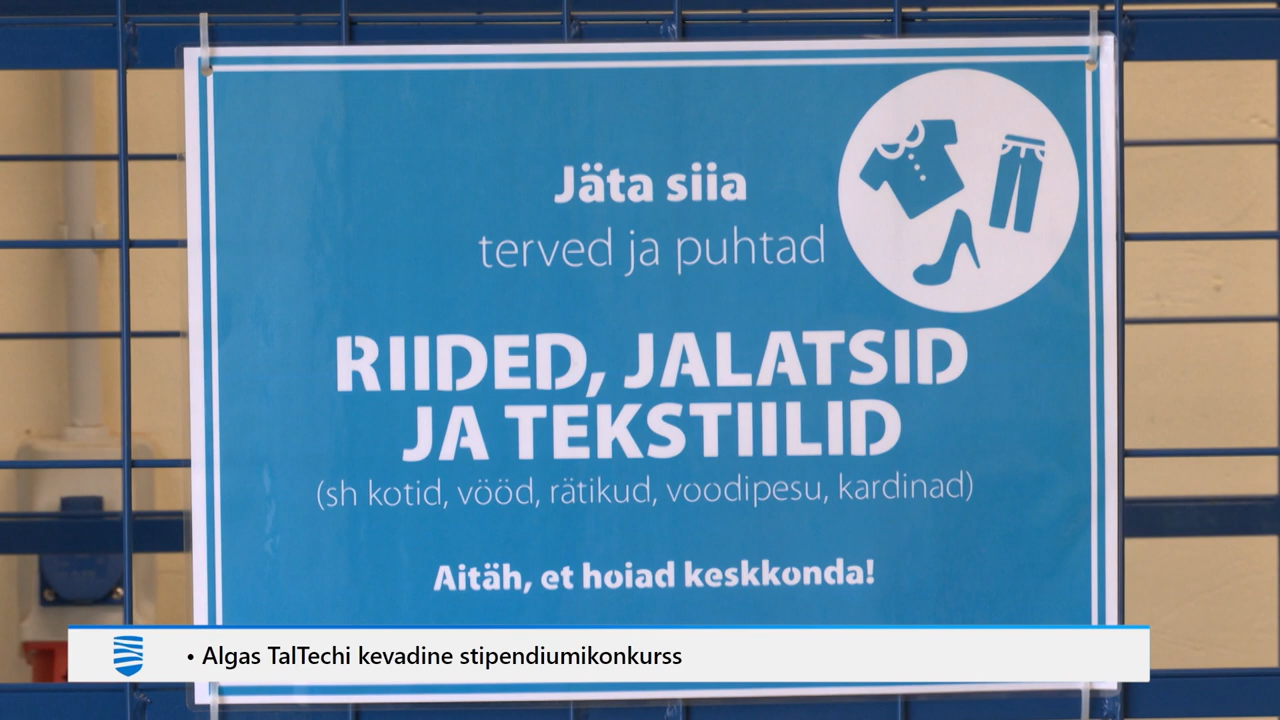 Jäta siia
terved ja puhtad
RIIDED, JALATSID
JA TEKSTIILID
(sh kotid, vööd, rätikud, voodipesu, kardinad)
Aitäh, et hoiad keskkonda!
• Algas TalTechi kevadine stipendiumikonkurss